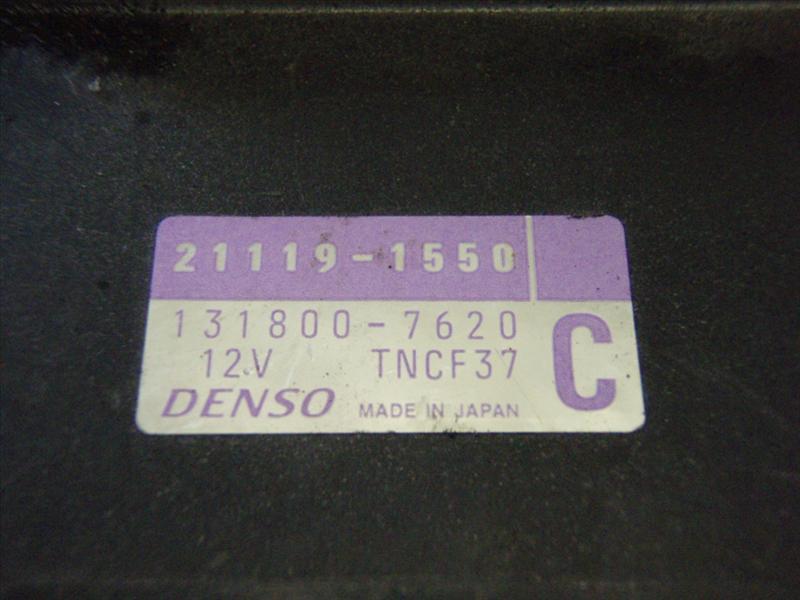 21119-1550
131800-7620
12V TNCF37 C
DENSO MADE IN JAPAN